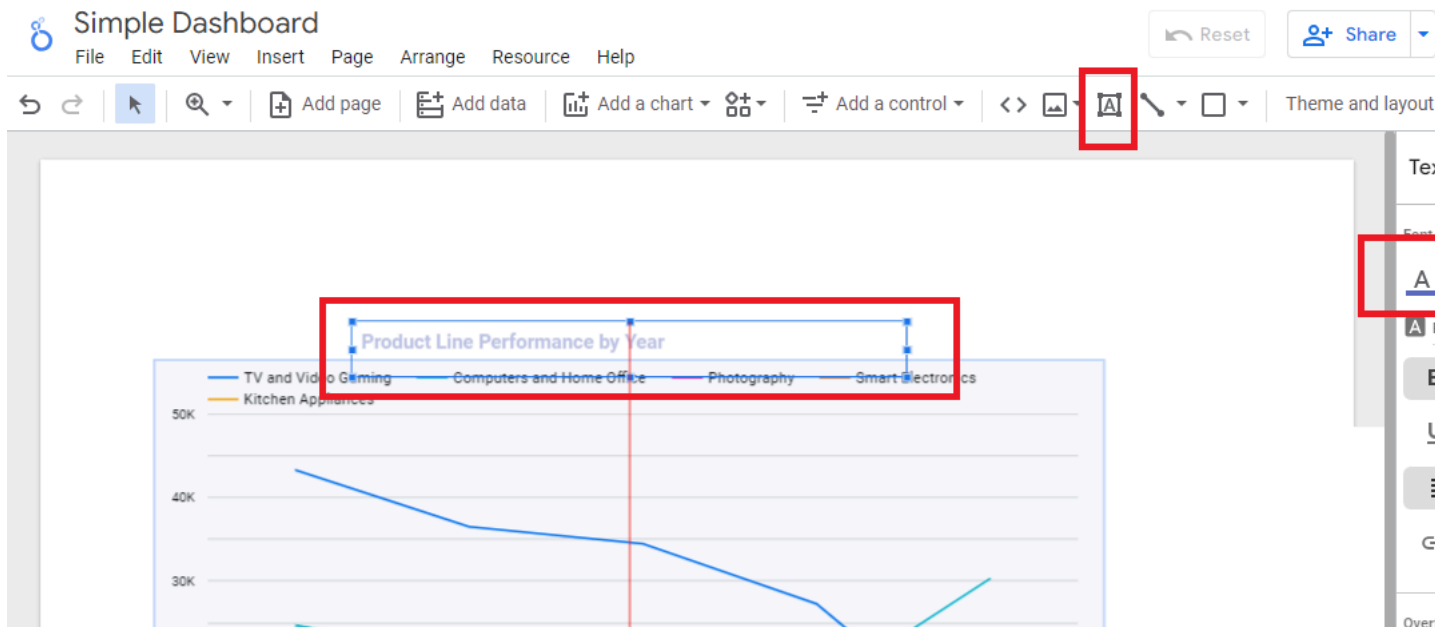 Simple Dashboard
File Edit View Insert Page Arrange Resource Help
Reset Share
Add page Add data Add a chart Add a control A Theme and layout
Product Line Performance by Year
A
A
TV and Video Gaming Computers and Home Office Photography Smart Electronics
Kitchen Appliances
50K
40K
30K